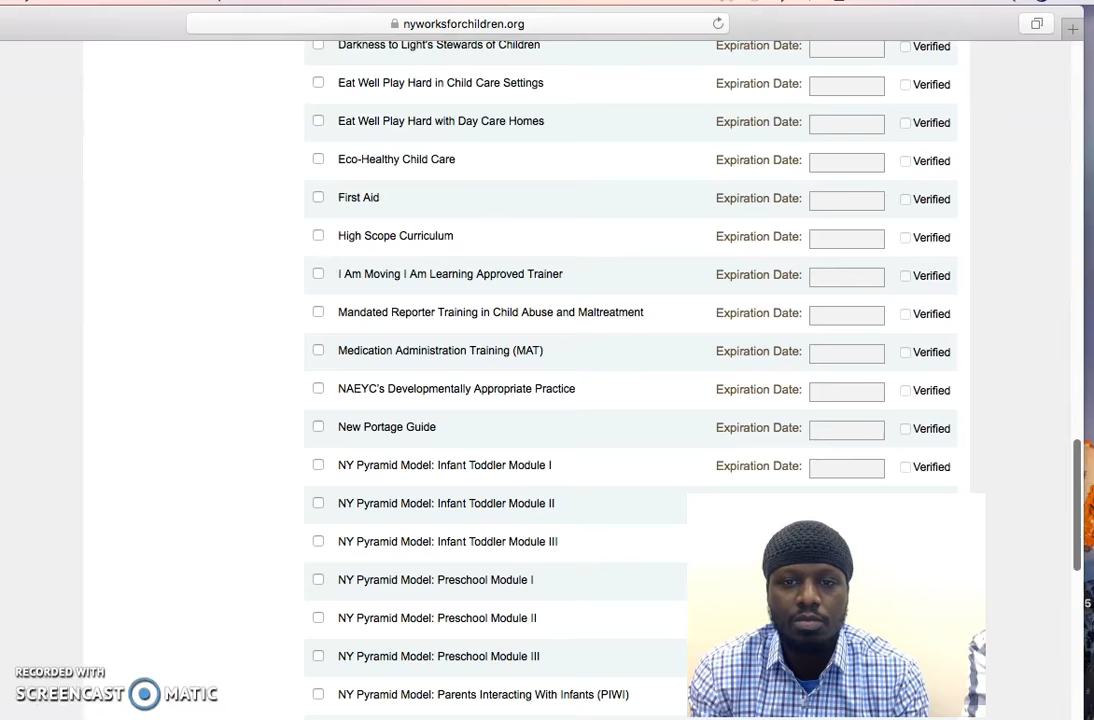 nyworksforchildren.org
Darkness to Light's Stewards of Children Expiration Date: Verified
Eat Well Play Hard in Child Care Settings Expiration Date: Verified
Eat Well Play Hard with Day Care Homes Expiration Date: Verified
Eco-Healthy Child Care Expiration Date: Verified
First Aid Expiration Date: Verified
High Scope Curriculum Expiration Date: Verified
I Am Moving I Am Learning Approved Trainer Expiration Date: Verified
Mandated Reporter Training in Child Abuse and Maltreatment Expiration Date: Verified
Medication Administration Training (MAT) Expiration Date: Verified
NAEYC's Developmentally Appropriate Practice Expiration Date: Verified
New Portage Guide Expiration Date: Verified
NY Pyramid Model: Infant Toddler Module I Expiration Date: Verified
NY Pyramid Model: Infant Toddler Module II
NY Pyramid Model: Infant Toddler Module III
NY Pyramid Model: Preschool Module I
NY Pyramid Model: Preschool Module II
NY Pyramid Model: Preschool Module III
NY Pyramid Model: Parents Interacting With Infants (PIWI)
RECORDED WITH
SCREENCAST MATIC
5